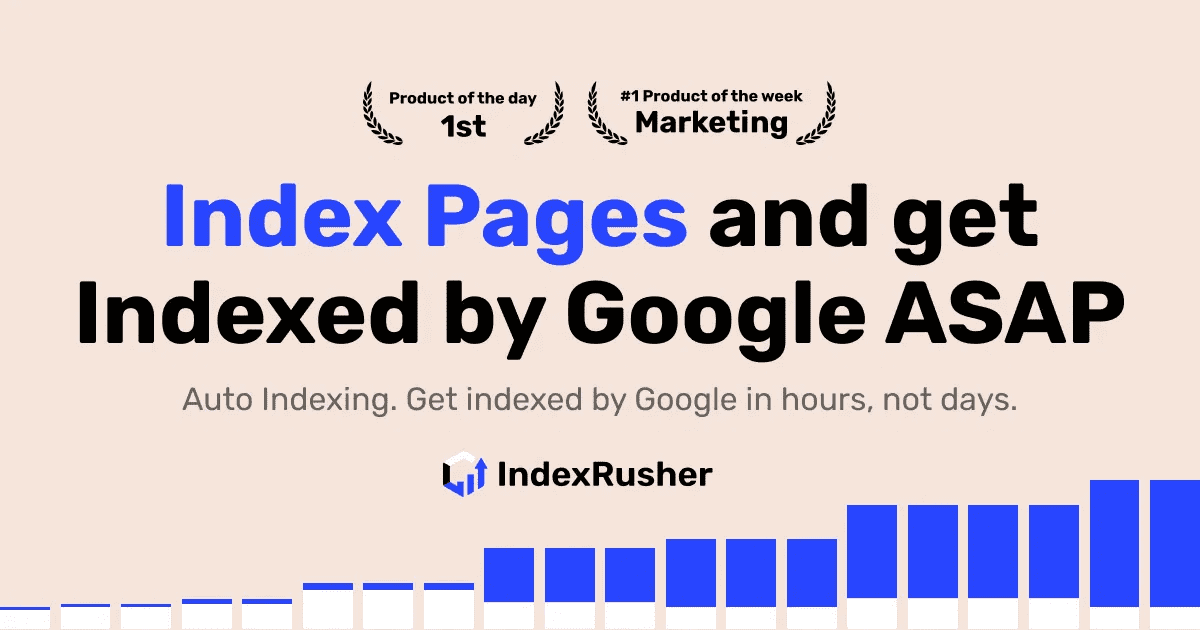 Product of the day
1st
#1 Product of the week
Marketing
Index Pages and get
Indexed by Google ASAP
Auto Indexing. Get indexed by Google in hours, not days.
IndexRusher